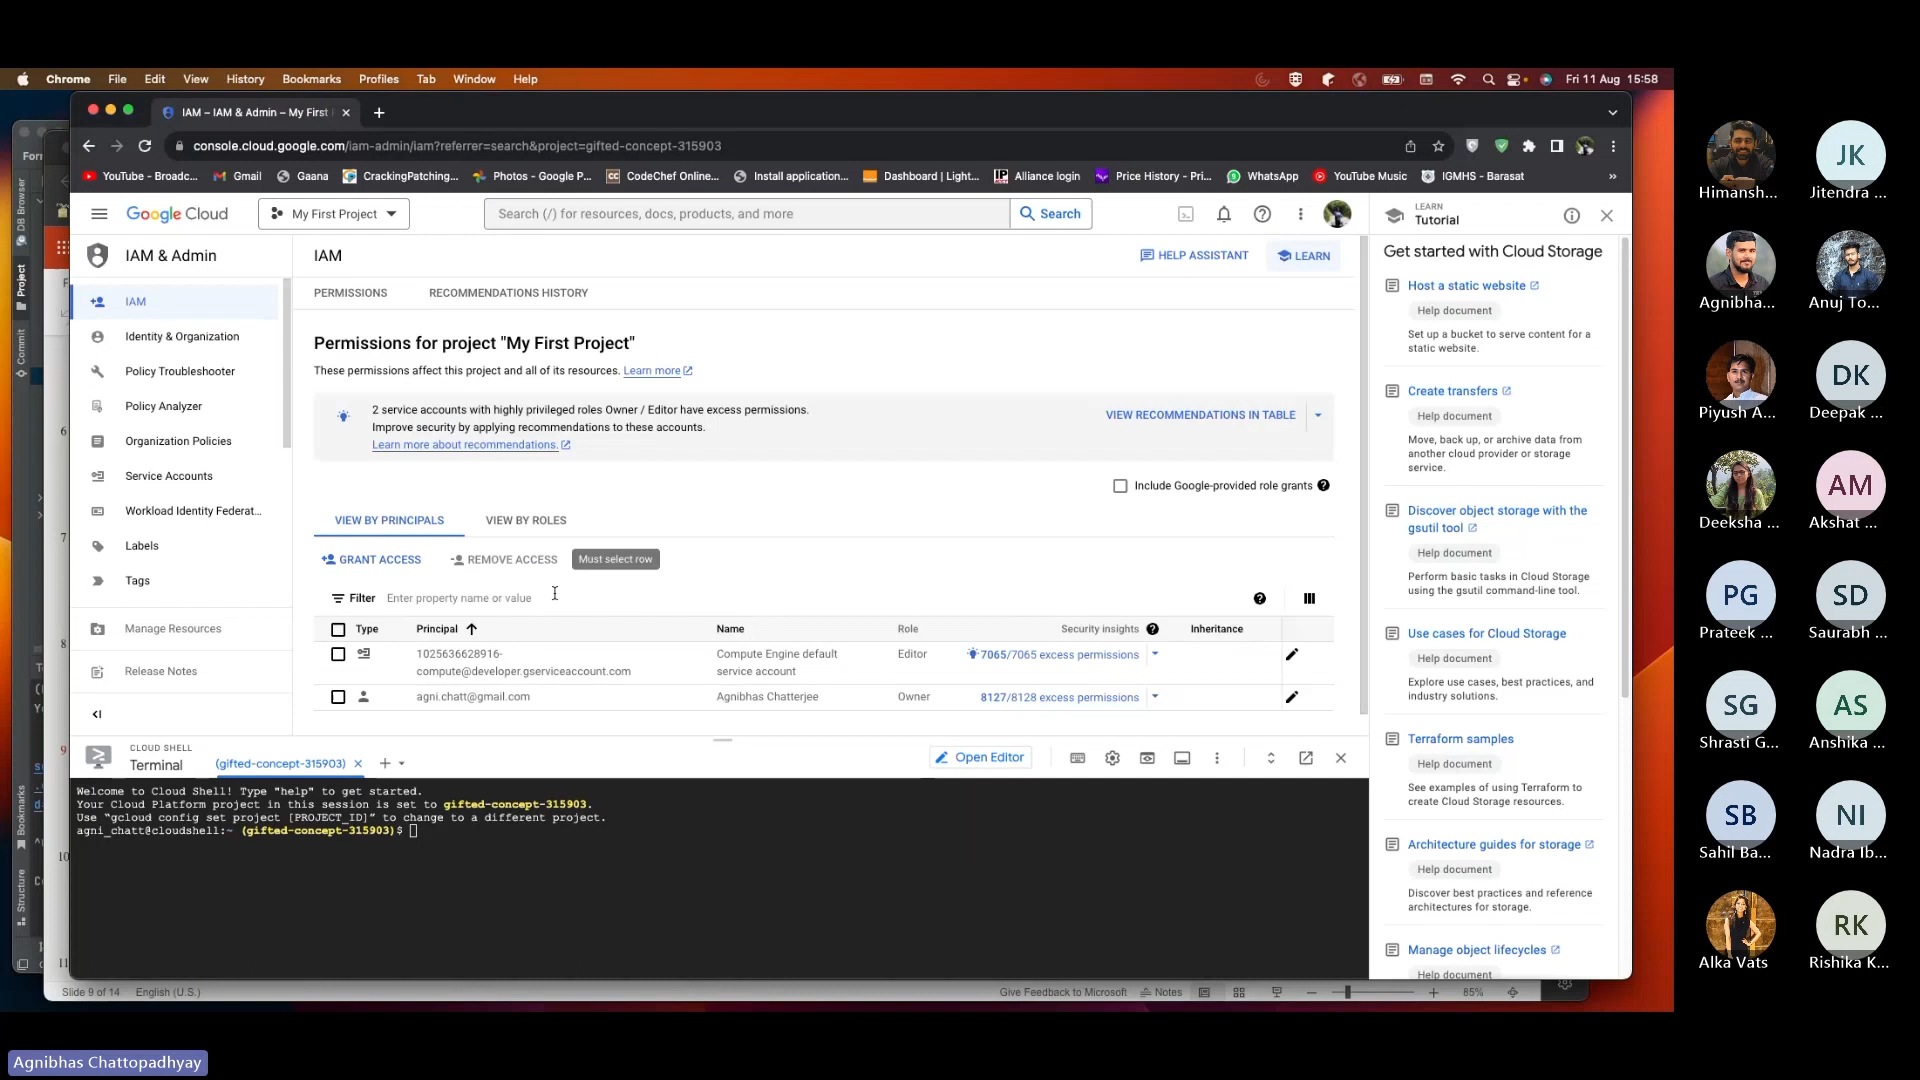 Chrome File Edit View History Bookmarks Profiles Tab Window Help
Fri 11 Aug 15:58
IAM – IAM & Admin – My First
console.cloud.google.com/iam-admin/iam?referrer=search&project=gifted-concept-315903
YouTube - Broadc... Gmail Gaana CrackingPatching... Photos - Google P... CodeChef Online... Install application... Dashboard | Light... Alliance login Price History - Pri... WhatsApp YouTube Music IGMHS - Barasat »
Google Cloud
My First Project
Search (/) for resources, docs, products, and more
Search
IAM & Admin
IAM
Identity & Organization
Policy Troubleshooter
Policy Analyzer
Organization Policies
Service Accounts
Workload Identity Federat...
Labels
Tags
Manage Resources
Release Notes
IAM
HELP ASSISTANT
LEARN
PERMISSIONS RECOMMENDATIONS HISTORY
Permissions for project "My First Project"
These permissions affect this project and all of its resources. Learn more
2 service accounts with highly privileged roles Owner / Editor have excess permissions.
Improve security by applying recommendations to these accounts.
Learn more about recommendations.
VIEW RECOMMENDATIONS IN TABLE
Include Google-provided role grants
VIEW BY PRINCIPALS VIEW BY ROLES
GRANT ACCESS REMOVE ACCESS Must select row
Filter Enter property name or value
Type Principal Name Role Security insights Inheritance
1025636628916-
compute@developer.gserviceaccount.com
Compute Engine default
service account
Editor
7065/7065 excess permissions
agni.chatt@gmail.com Agnibhas Chatterjee Owner 8127/8128 excess permissions
CLOUD SHELL
Terminal
(gifted-concept-315903)
Open Editor
Welcome to Cloud Shell! Type "help" to get started.
Your Cloud Platform project in this session is set to gifted-concept-315903.
Use "gcloud config set project [PROJECT_ID]" to change to a different project.
agni_chatt@cloudshell:~ (gifted-concept-315903)$
LEARN
Tutorial
Get started with Cloud Storage
Host a static website
Help document
Set up a bucket to serve content for a
static website.
Create transfers
Help document
Move, back up, or archive data from
another cloud provider or storage
service.
Discover object storage with the
gsutil tool
Help document
Perform basic tasks in Cloud Storage
using the gsutil command-line tool.
Use cases for Cloud Storage
Help document
Explore use cases, best practices, and
industry solutions.
Terraform samples
Help document
See examples of using Terraform to
create Cloud Storage resources.
Architecture guides for storage
Help document
Discover best practices and reference
architectures for storage.
Manage object lifecycles
Help document
DB Browser
Project
Commit
Bookmarks
Structure
6
7
8
9
10
11
Slide 9 of 14 English (U.S.)
Give Feedback to Microsoft Notes
85%
Himansh...
JK
Jitendra ...
Agnibha...
Anuj To...
Piyush A...
DK
Deepak ...
Deeksha ...
AM
Akshat ...
PG
Prateek ...
SD
Saurabh ...
SG
Shrasti G...
AS
Anshika ...
SB
Sahil Ba...
NI
Nadra Ib...
Alka Vats
RK
Rishika K...
Agnibhas Chattopadhyay